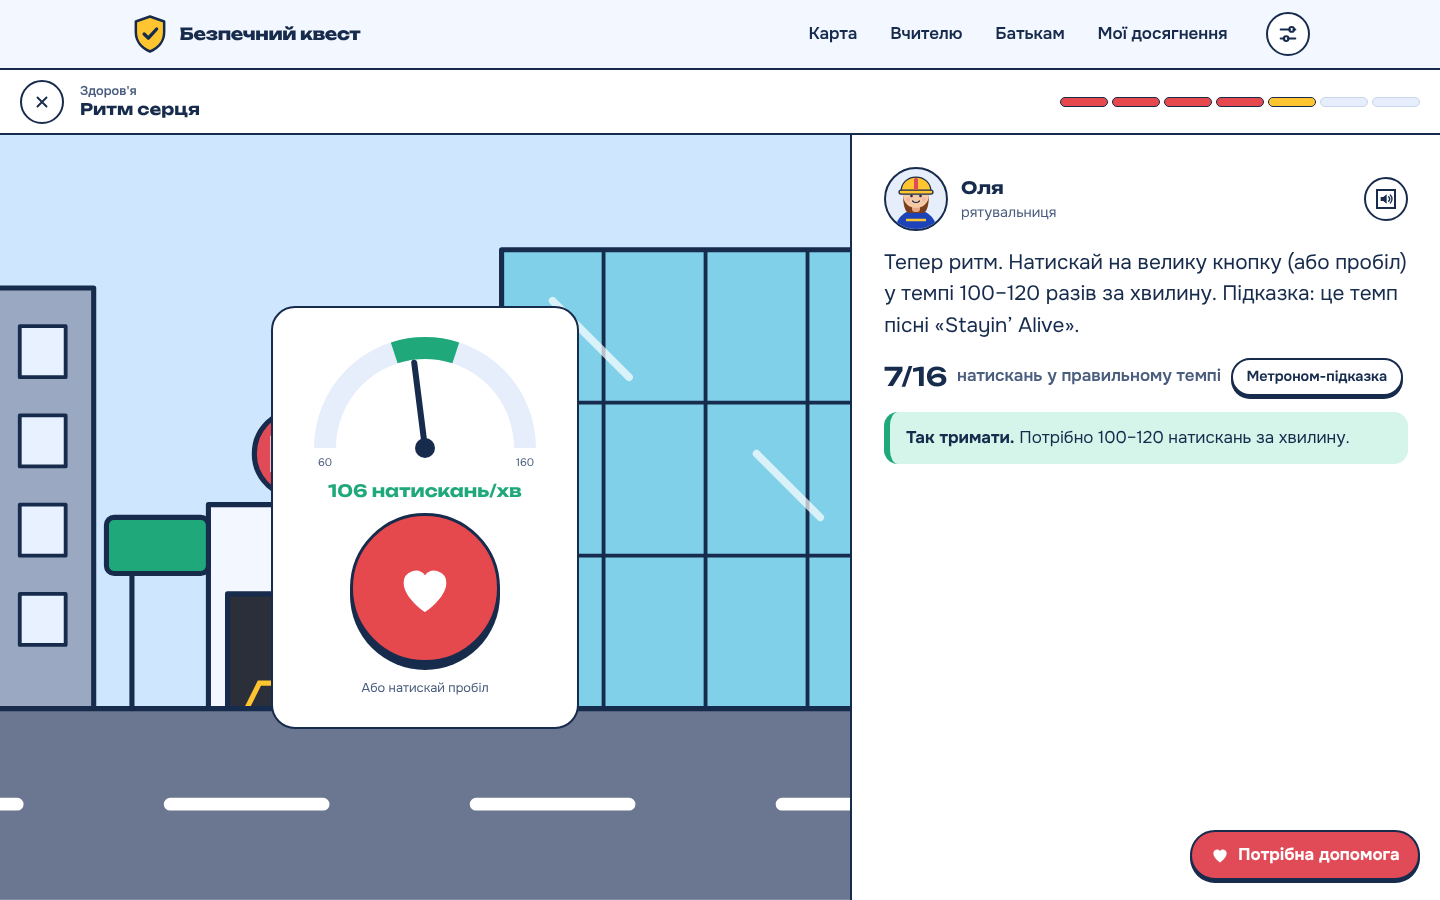 Безпечний квест
Карта
Вчителю
Батькам
Мої досягнення
Здоров'я
Ритм серця
60
160
106 натискань/хв
Або натискай пробіл
Оля
рятувальниця
Тепер ритм. Натискай на велику кнопку (або пробіл)
у темпі 100–120 разів за хвилину. Підказка: це темп
пісні «Stayin’ Alive».
7/16 натискань у правильному темпі
Метроном-підказка
Так тримати. Потрібно 100–120 натискань за хвилину.
Потрібна допомога